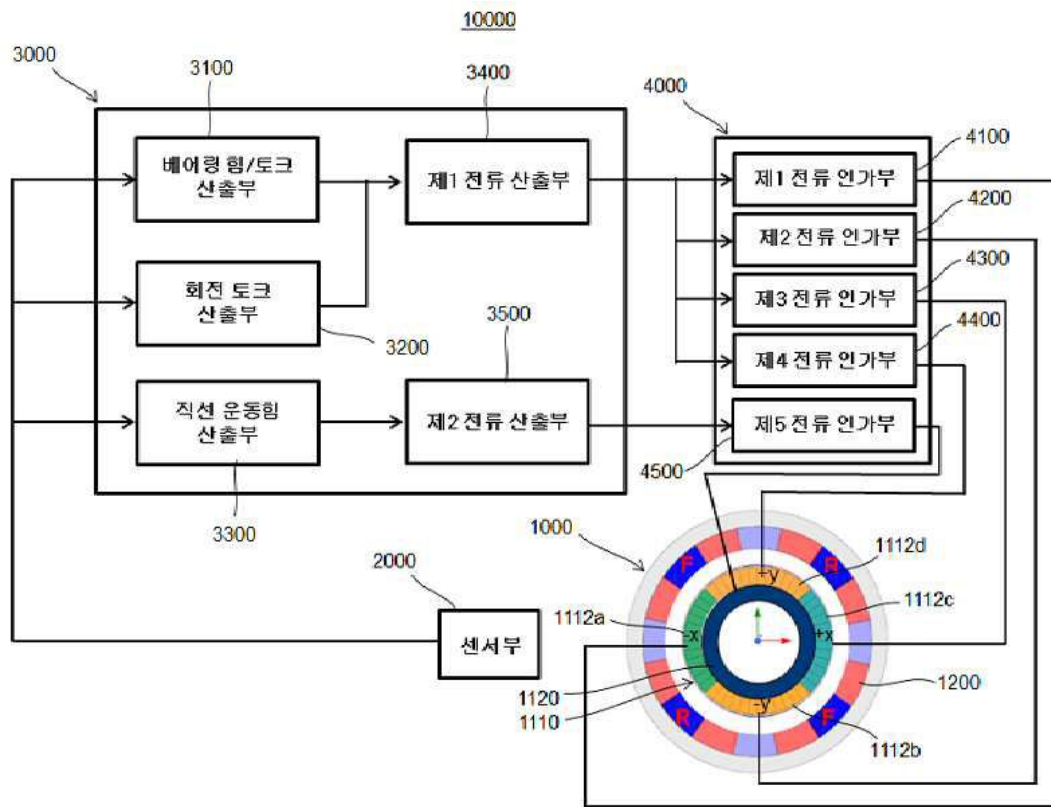 10000
3000
3100
3400
4000
4100
베어링 힘/토크
산출부
제1 전류 산출부
제1 전류 인가부
4200
제2 전류 인가부
4300
회전 토크
산출부
제3 전류 인가부
3200
3500
4400
제4 전류 인가부
직선 운동힘
산출부
제2 전류 산출부
제5 전류 인가부
4500
3300
1000
1112d
F
+y
R
2000
1112a
1112c
센서부
-x
+x
1120
1110
1200
R
-y
F
1112b